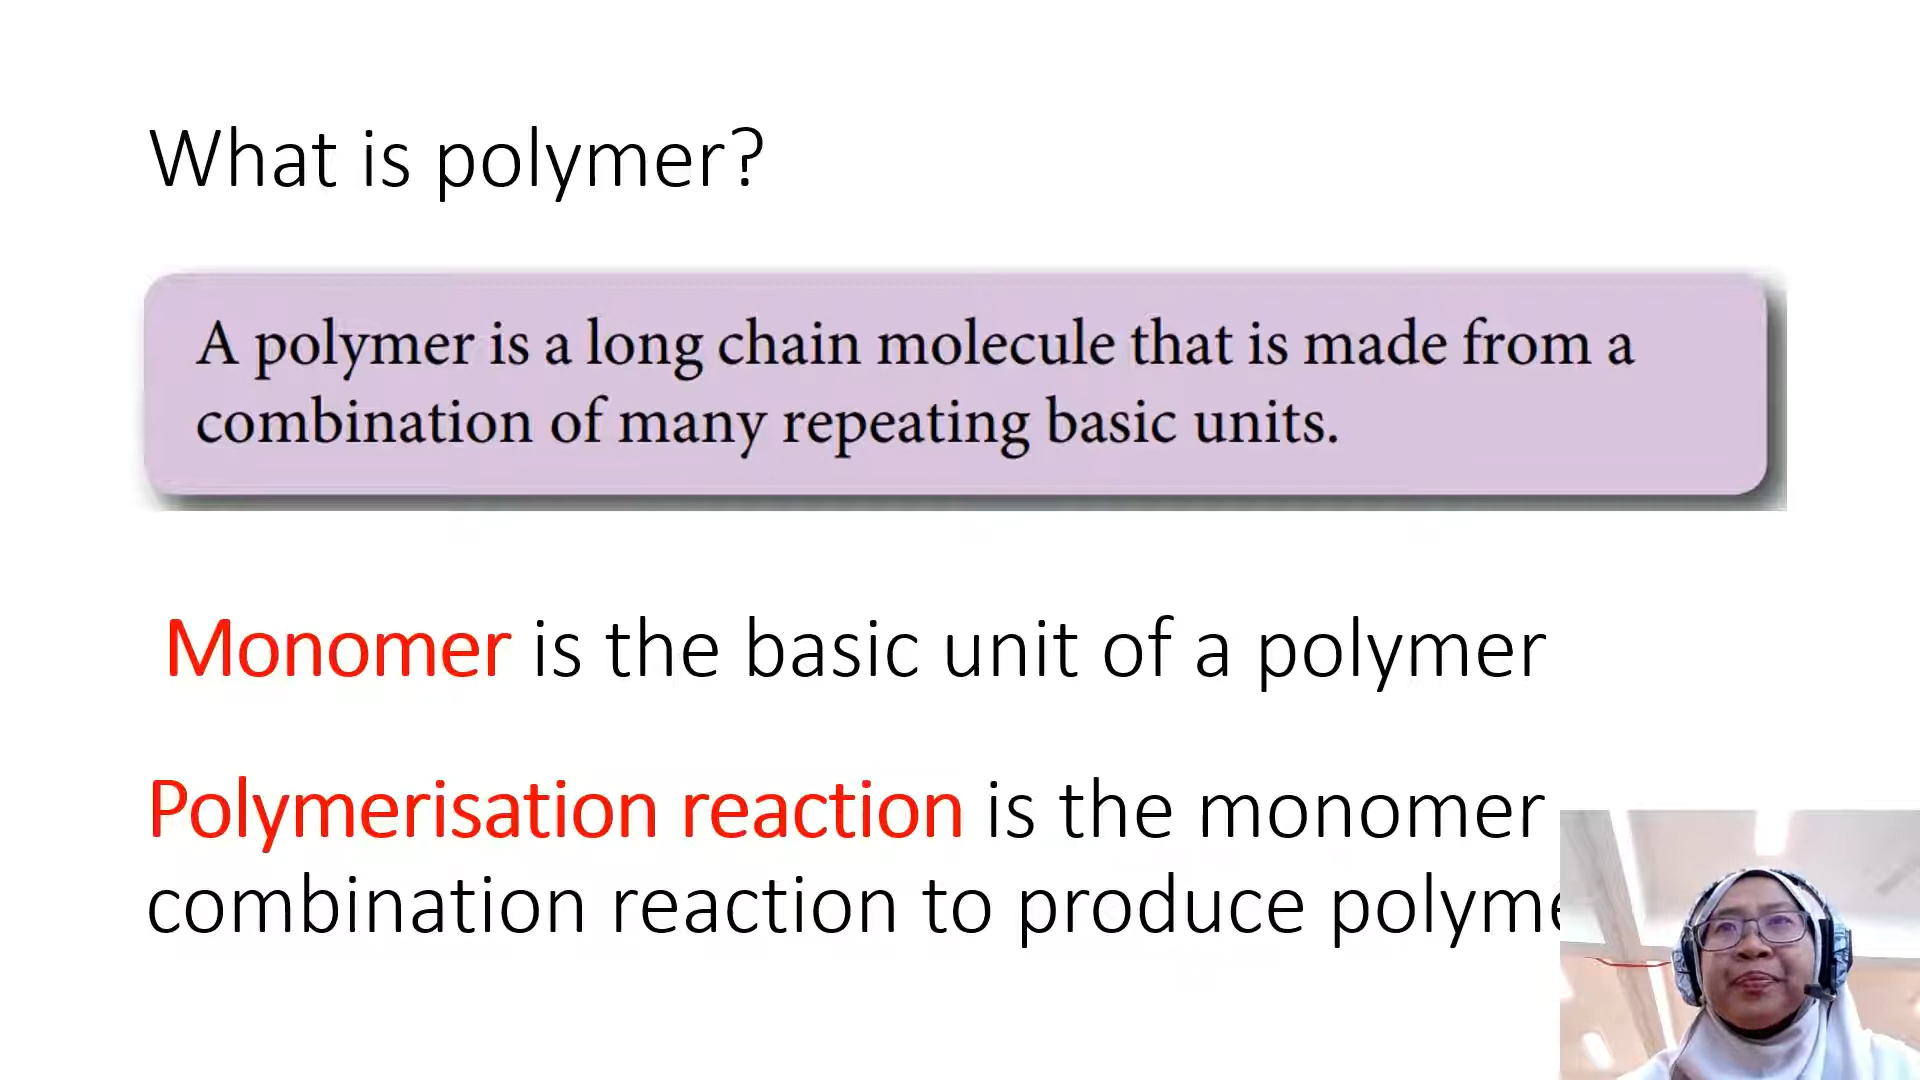 What is polymer?
A polymer is a long chain molecule that is made from a
combination of many repeating basic units.
Monomer is the basic unit of a polymer
Polymerisation reaction is the monomer
combination reaction to produce